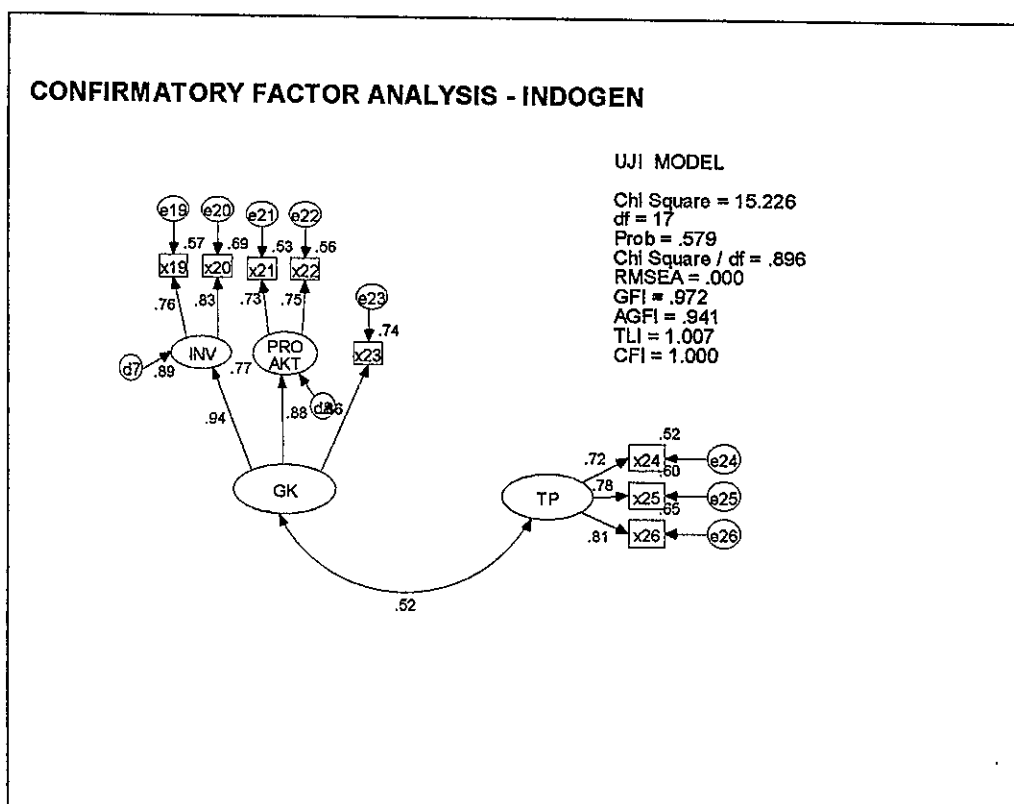 CONFIRMATORY FACTOR ANALYSIS - INDOGEN
UJI MODEL
Chi Square = 15.226
df = 17
Prob = .579
Chi Square / df = .896
RMSEA = .000
GFI = .972
AGFI = .941
TLI = 1.007
CFI = 1.000
e19 e20 e21 e22
.57 .69 .53 .56
x19 x20 x21 x22
e23
.76 .83 .73 .75
.74
x23
INV
PRO
AKT
d7 .89 .77
.86
.94 .88
GK
.52
.72 x24 e24
.60
.78 x25 e25
TP
.65
.81 x26 e26
.52